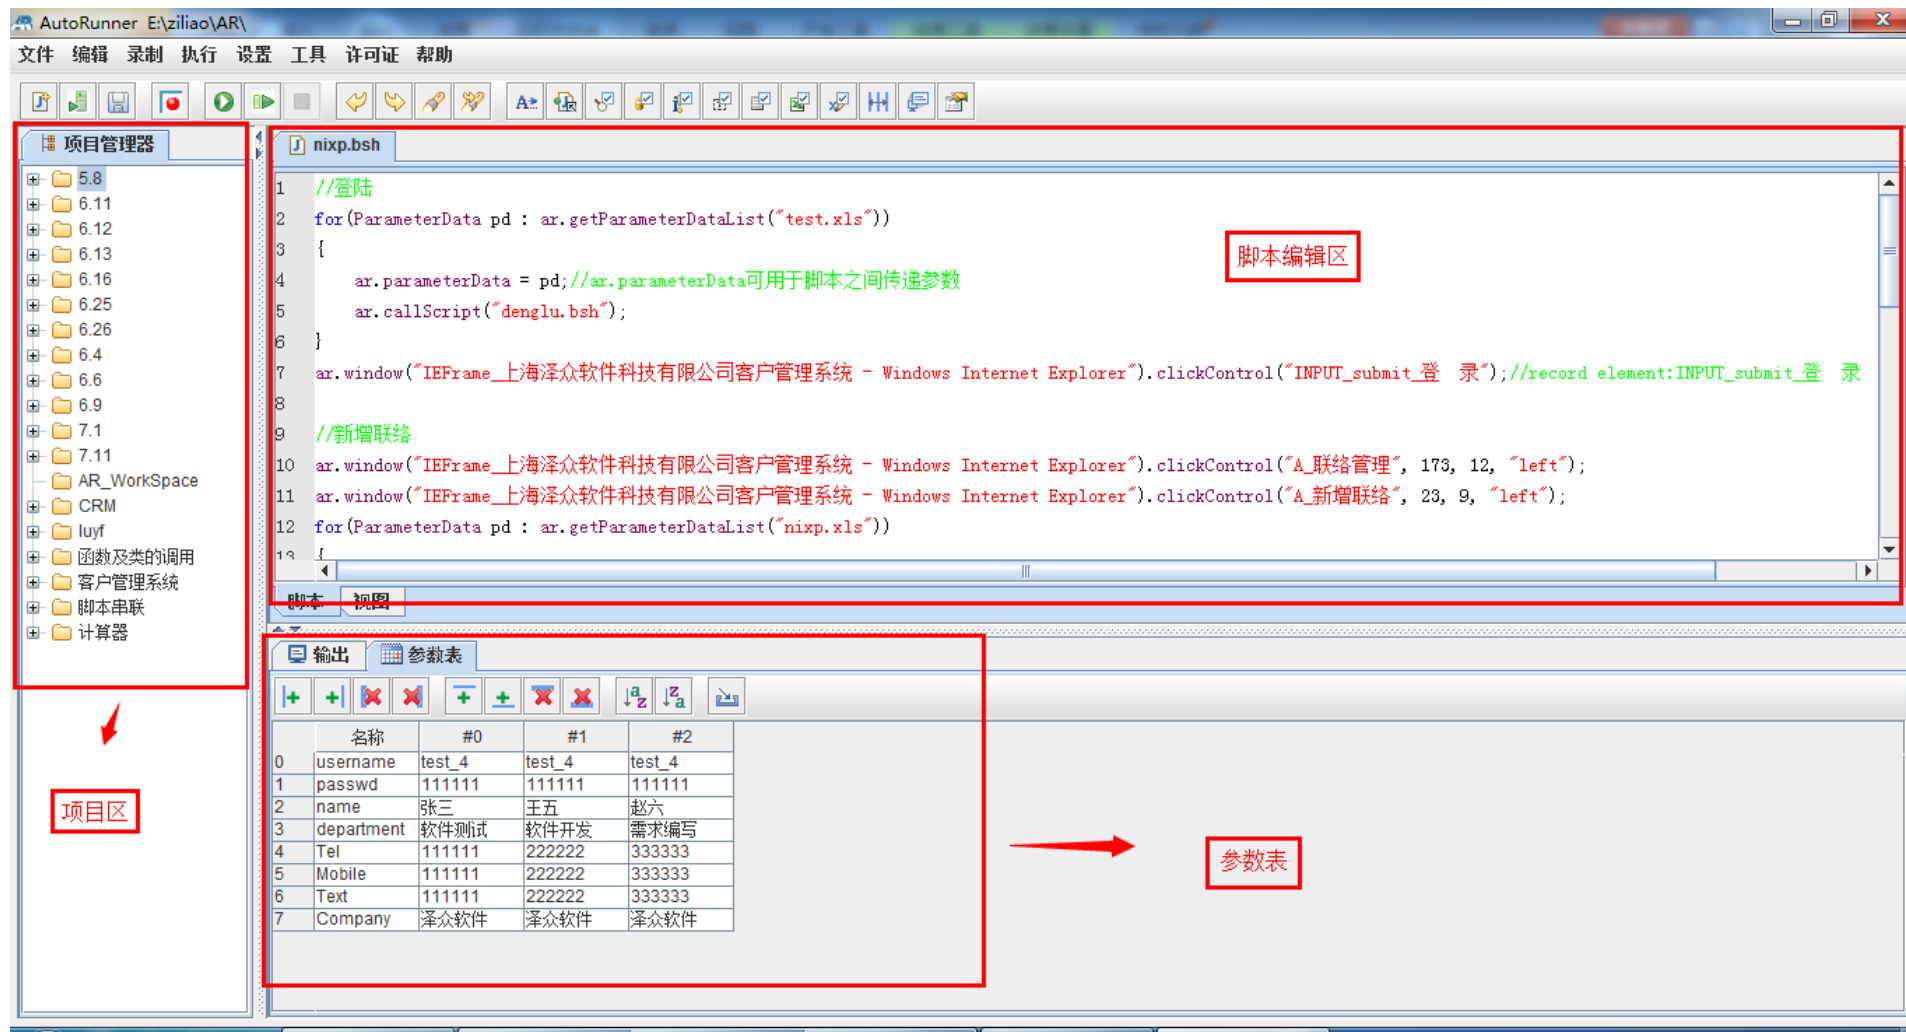 AutoRunner E:\ziliao\AR\
文件 编辑 录制 执行 设置 工具 许可证 帮助
项目管理器
5.8
6.11
6.12
6.13
6.16
6.25
6.26
6.4
6.6
6.9
7.1
7.11
AR_WorkSpace
CRM
luyf
函数及类的调用
客户管理系统
脚本串联
计算器
项目区
nixp.bsh
1 //登陆
2 for(ParameterData pd : ar.getParameterDataList("test.xls"))
3 {
4 ar.parameterData = pd;//ar.parameterData可用于脚本之间传递参数
5 ar.callScript("denglu.bsh");
6 }
7 ar.window("IEFrame_上海泽众软件科技有限公司客户管理系统 - Windows Internet Explorer").clickControl("INPUT_submit_登 录");//record element:INPUT_submit_登 录
8
9 //新增联络
10 ar.window("IEFrame_上海泽众软件科技有限公司客户管理系统 - Windows Internet Explorer").clickControl("A_联络管理", 173, 12, "left");
11 ar.window("IEFrame_上海泽众软件科技有限公司客户管理系统 - Windows Internet Explorer").clickControl("A_新增联络", 23, 9, "left");
12 for(ParameterData pd : ar.getParameterDataList("nixp.xls"))
13 {
脚本编辑区
脚本 视图
输出 参数表
名称 #0 #1 #2
0 username test_4 test_4 test_4
1 passwd 111111 111111 111111
2 name 张三 王五 赵六
3 department 软件测试 软件开发 需求编写
4 Tel 111111 222222 333333
5 Mobile 111111 222222 333333
6 Text 111111 222222 333333
7 Company 泽众软件 泽众软件 泽众软件
参数表